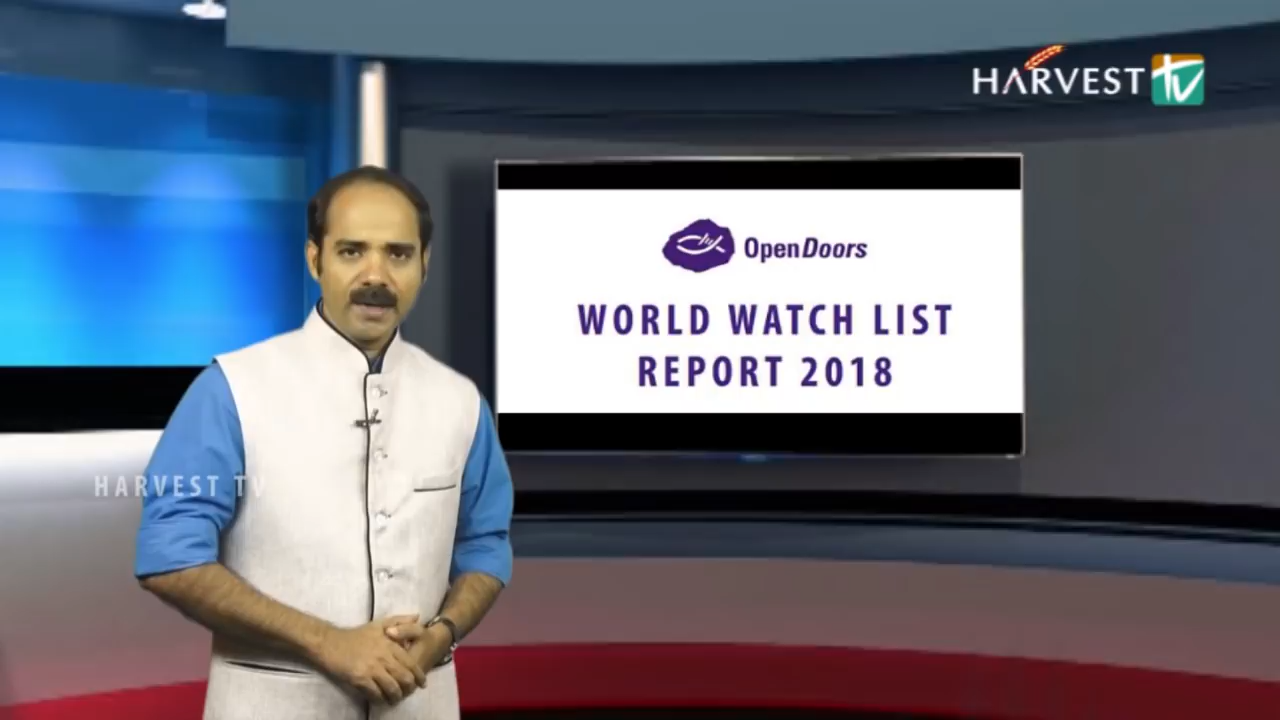 HARVEST TV
OpenDoors
WORLD WATCH LIST
REPORT 2018
HARVEST TV